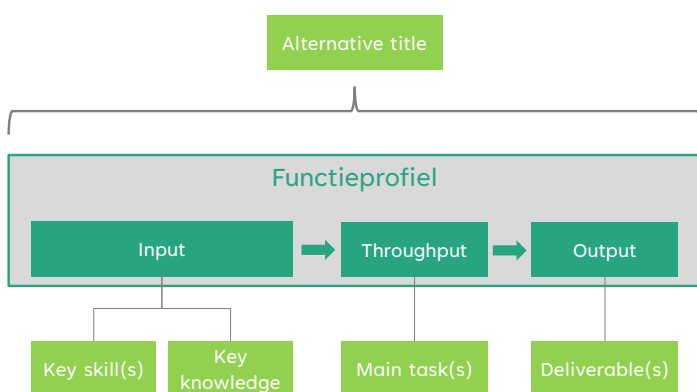 Alternative title
Functieprofiel
Input
Throughput
Output
Key skill(s)
Key
knowledge
Main task(s)
Deliverable(s)